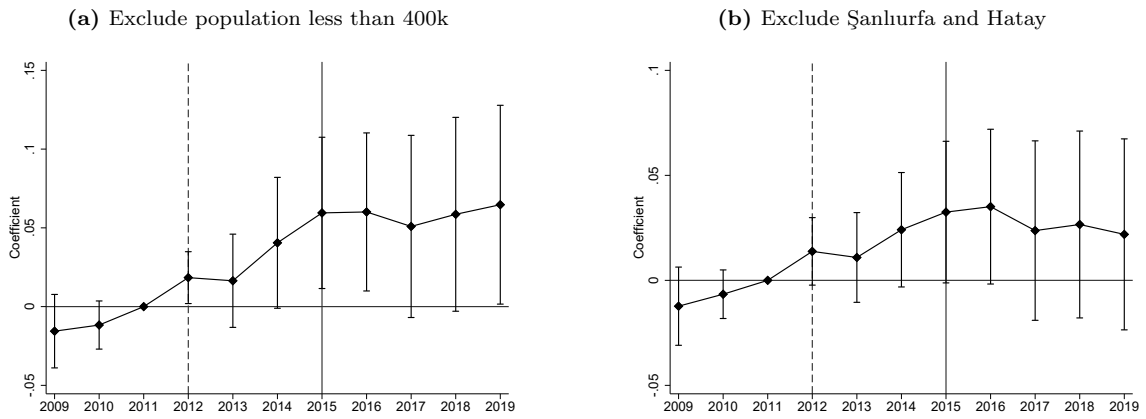 (a) Exclude population less than 400k
.15
.1
.05
0
-.05
Coefficient
2009 2010 2011 2012 2013 2014 2015 2016 2017 2018 2019
(b) Exclude Şanlıurfa and Hatay
.1
.05
0
-.05
Coefficient
2009 2010 2011 2012 2013 2014 2015 2016 2017 2018 2019